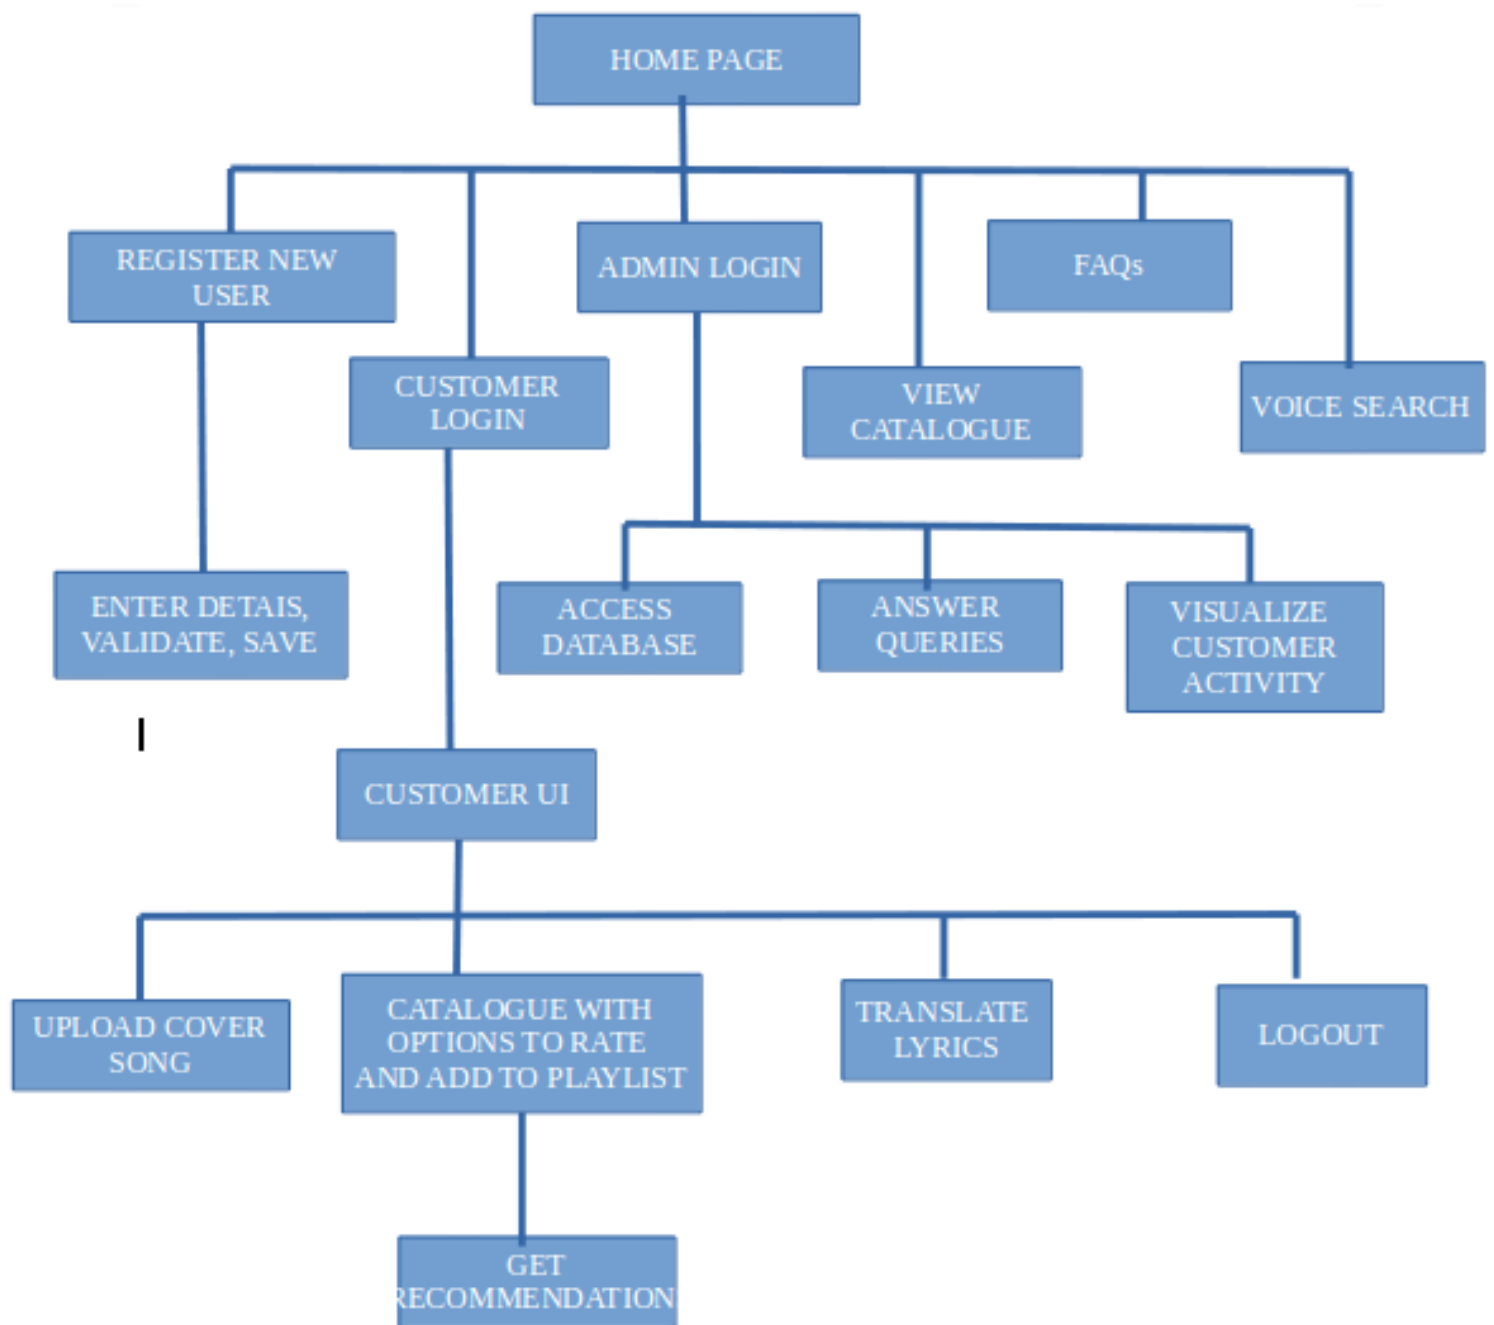 HOME PAGE
REGISTER NEW
USER
ADMIN LOGIN
FAQs
CUSTOMER
LOGIN
VIEW
CATALOGUE
VOICE SEARCH
ENTER DETAIS,
VALIDATE, SAVE
ACCESS
DATABASE
ANSWER
QUERIES
VISUALIZE
CUSTOMER
ACTIVITY
CUSTOMER UI
UPLOAD COVER
SONG
CATALOGUE WITH
OPTIONS TO RATE
AND ADD TO PLAYLIST
TRANSLATE
LYRICS
LOGOUT
GET
RECOMMENDATION